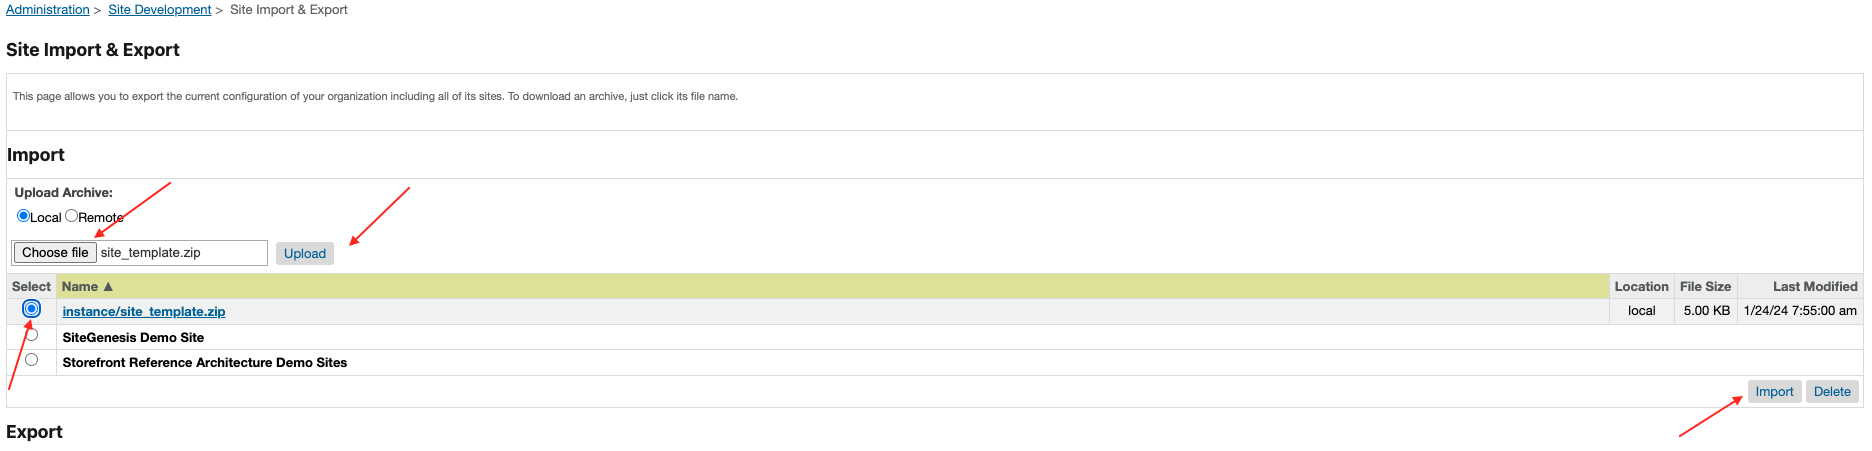 Administration > Site Development > Site Import & Export
Site Import & Export
This page allows you to export the current configuration of your organization including all of its sites. To download an archive, just click its file name.
Import
Upload Archive:
Local Remote
Choose file site_template.zip Upload
Select Name ▲ Location File Size Last Modified
instance/site_template.zip local 5.00 KB 1/24/24 7:55:00 am
SiteGenesis Demo Site
Storefront Reference Architecture Demo Sites
Import Delete
Export